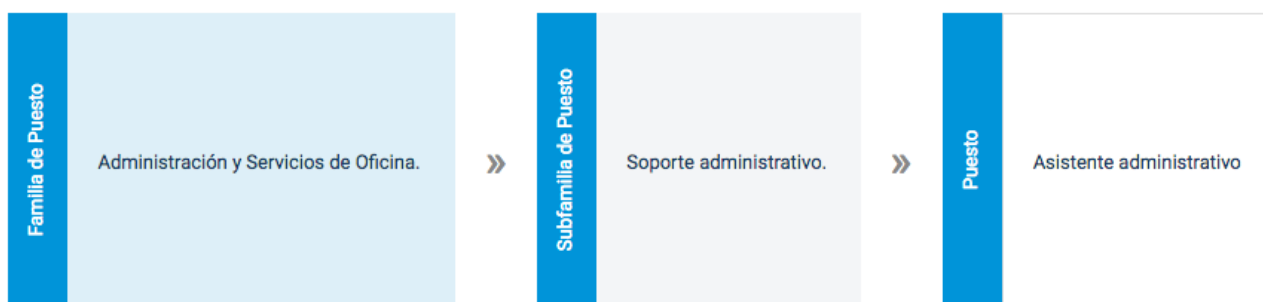 Familia de Puesto
Administración y Servicios de Oficina.
»
Subfamilia de Puesto
Soporte administrativo.
»
Puesto
Asistente administrativo